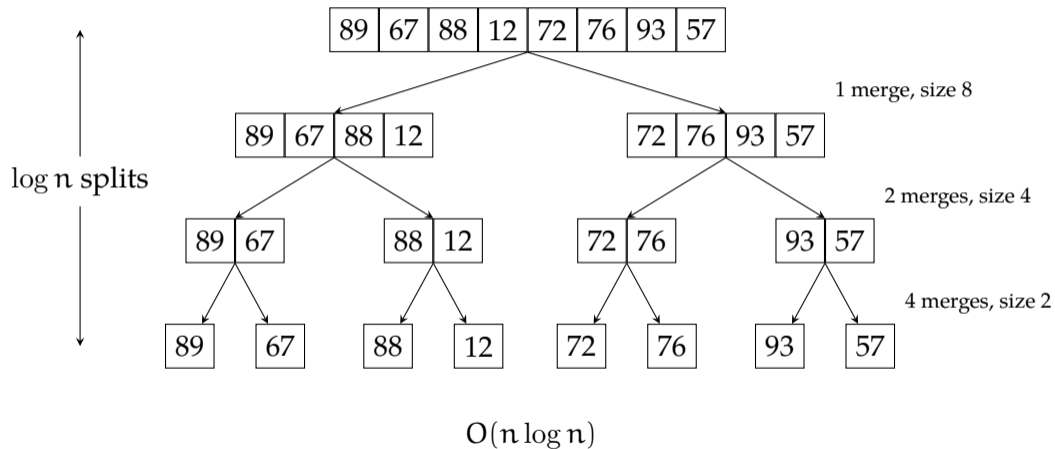 89 67 88 12 72 76 93 57
1 merge, size 8
89 67 88 12
72 76 93 57
log n splits
2 merges, size 4
89 67
88 12
72 76
93 57
4 merges, size 2
89
67
88
12
72
76
93
57
O(n log n)